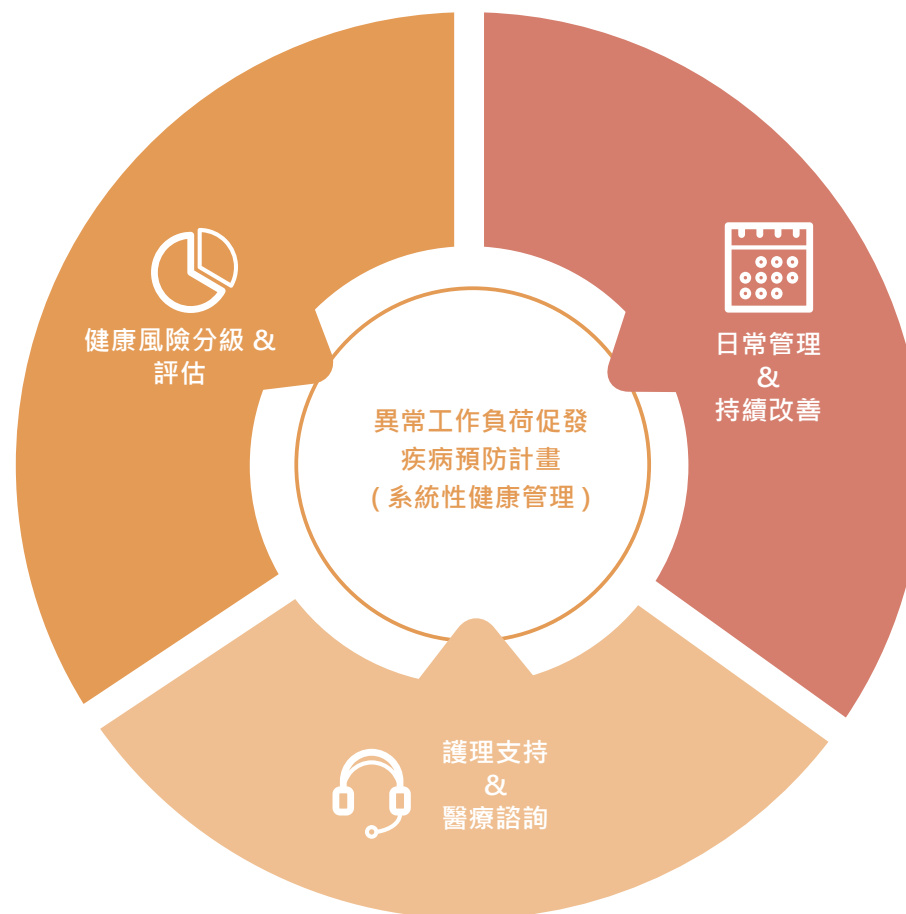 健康風險分級 &
評估
日常管理
&
持續改善
異常工作負荷促發
疾病預防計畫
( 系統性健康管理 )
護理支持
&
醫療諮詢